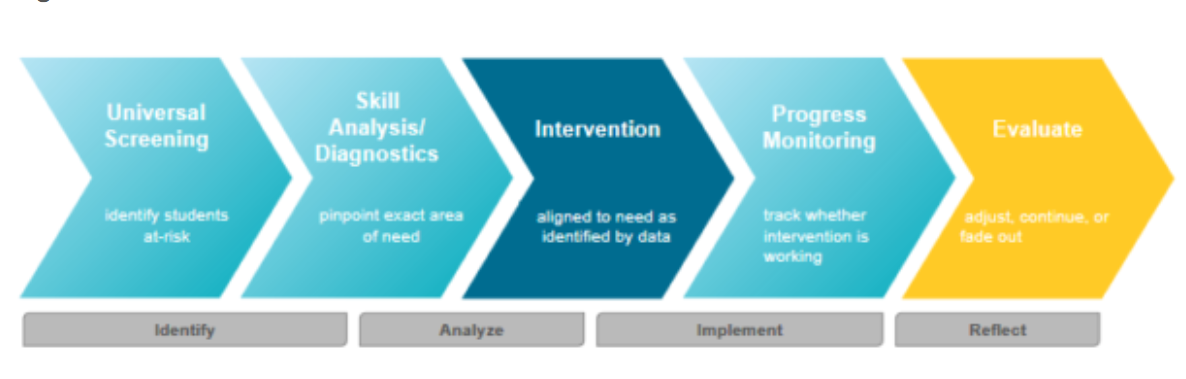 Universal
Screening
identify students
at-risk
Skill
Analysis/
Diagnostics
pinpoint exact area
of need
Intervention
aligned to need as
identified by data
Progress
Monitoring
track whether
intervention is
working
Evaluate
adjust, continue, or
fade out
Identify
Analyze
Implement
Reflect